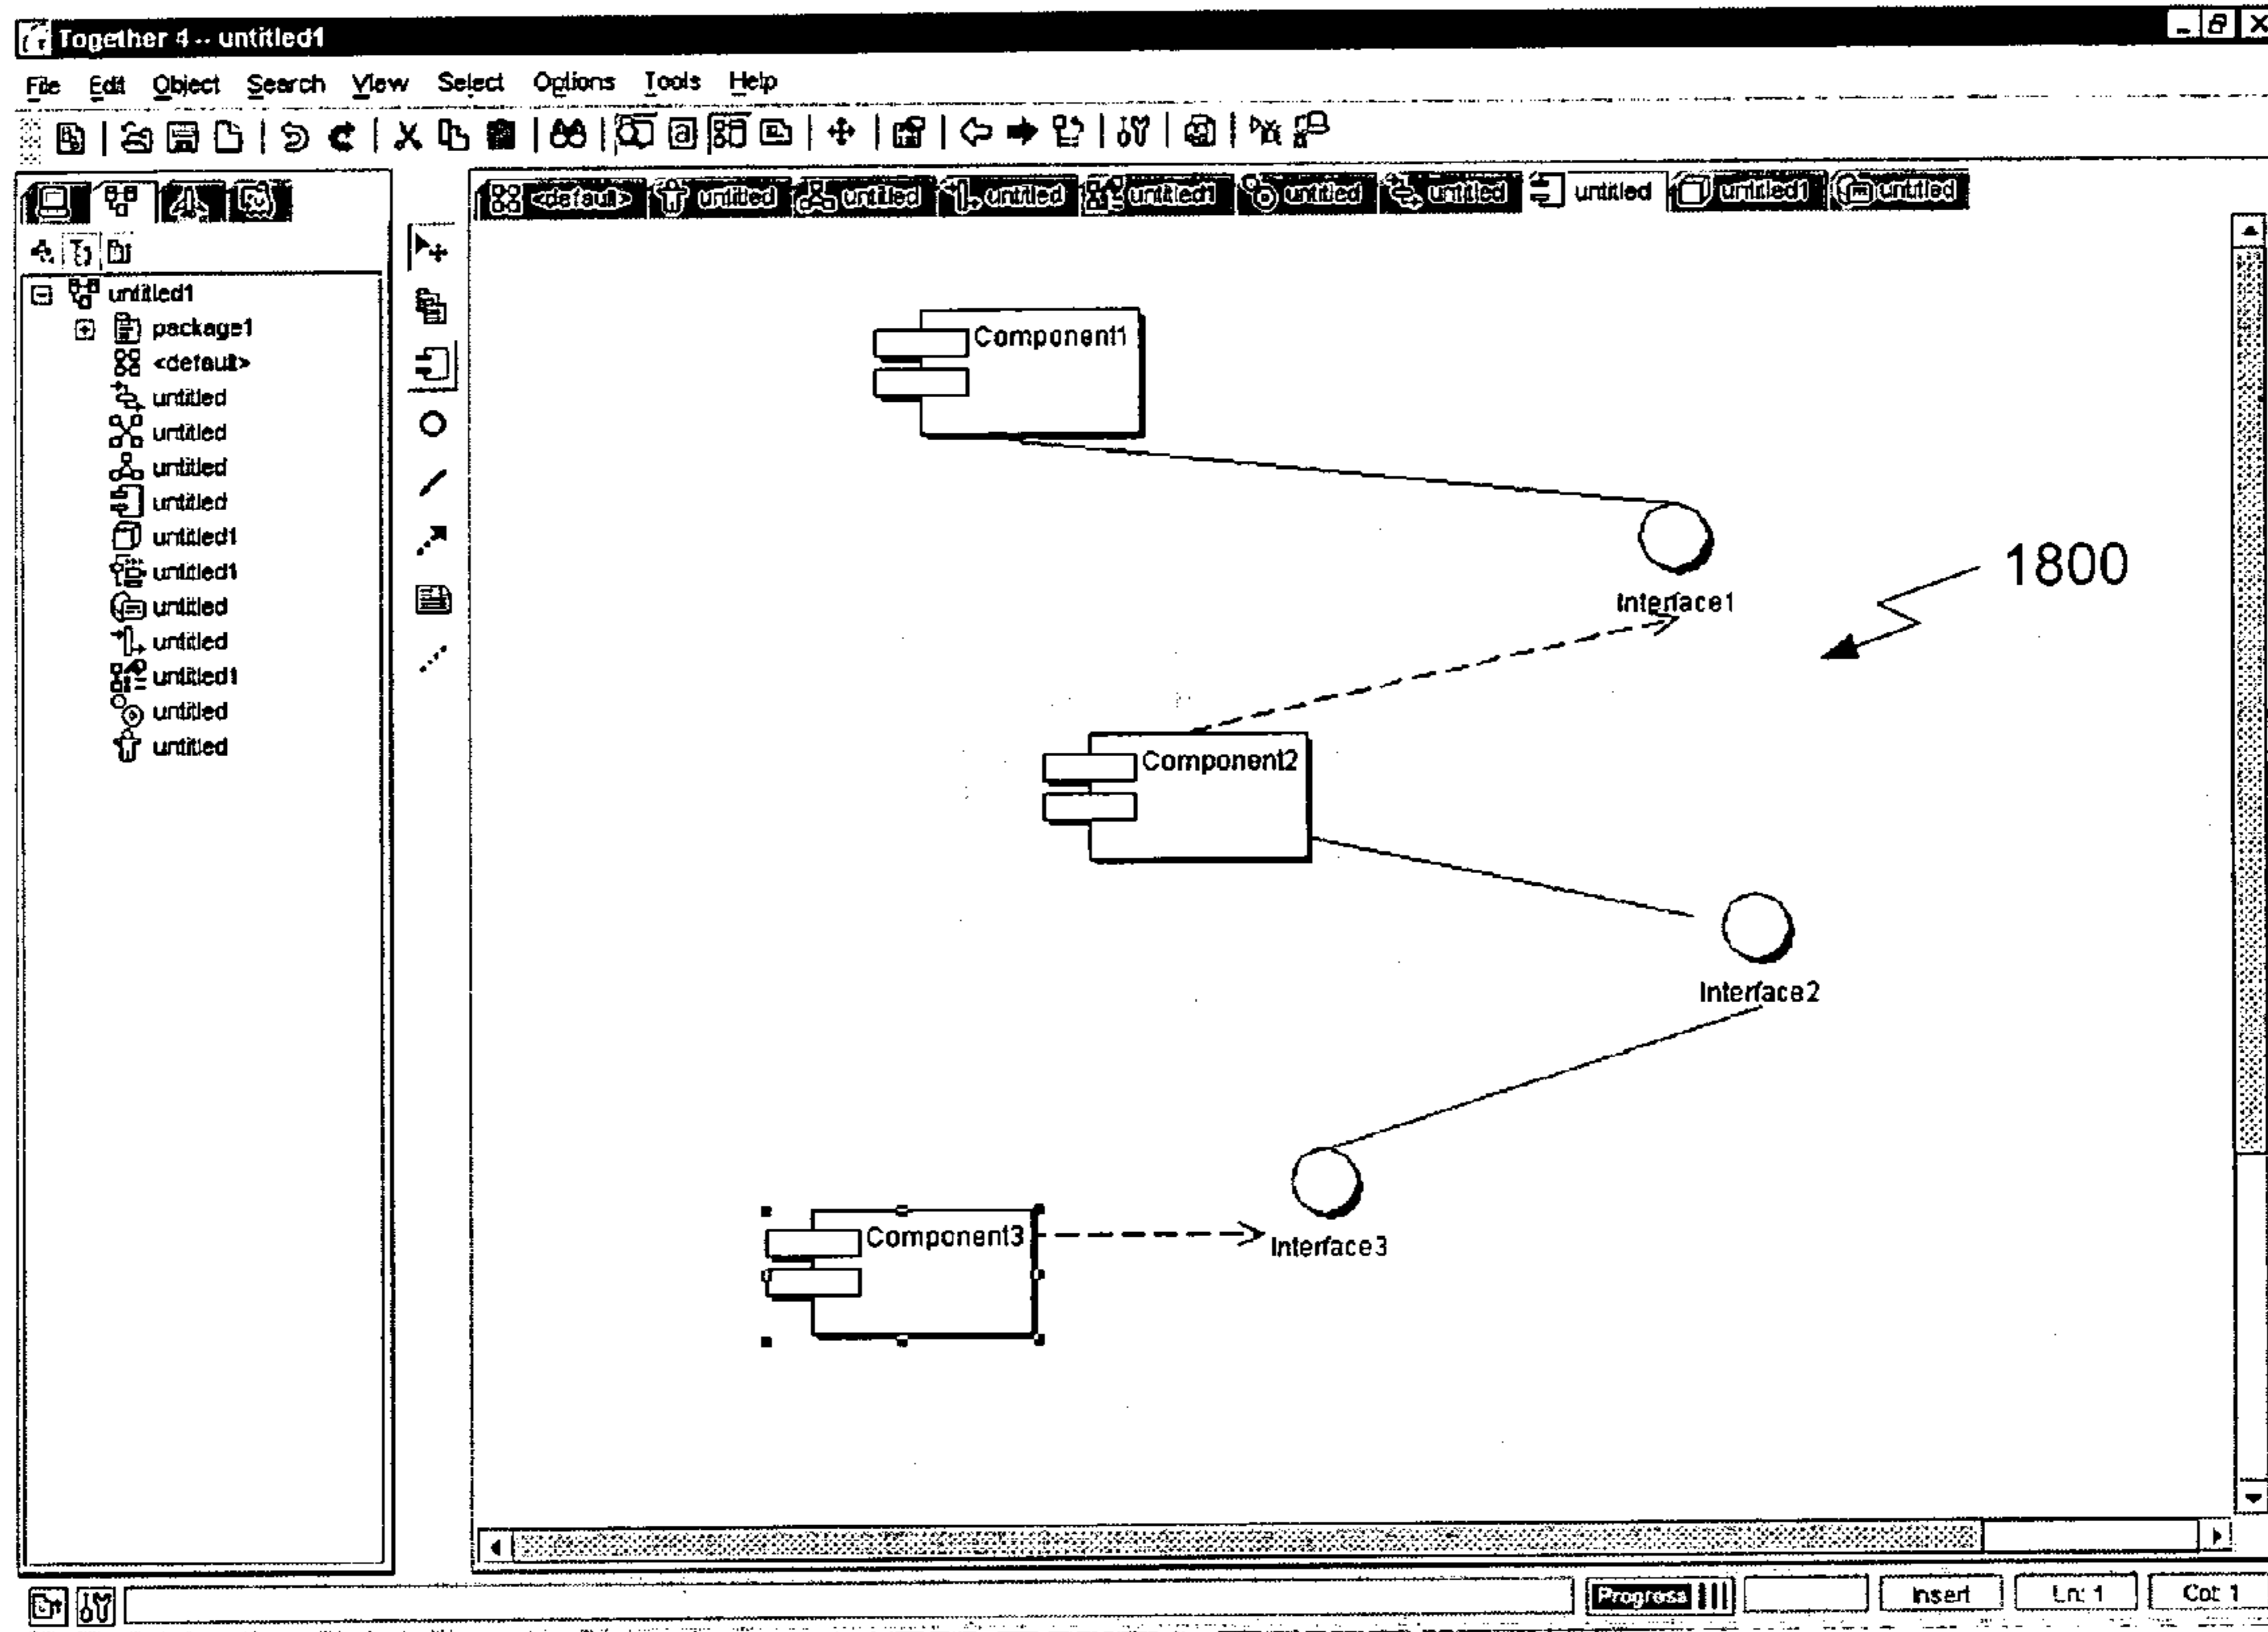 Together 4 -- untitled1
File Edit Object Search View Select Options Tools Help
<default> untitled untitled untitled untitled1 untitled untitled untitled untitled1 untitled
untitled1
package1
<default>
untitled
untitled
untitled
untitled
untitled1
untitled1
untitled
untitled
untitled1
untitled
untitled
Component1
Interface1
1800
Component2
Interface2
Component3
Interface3
Progress Insert Ln: 1 Col: 1